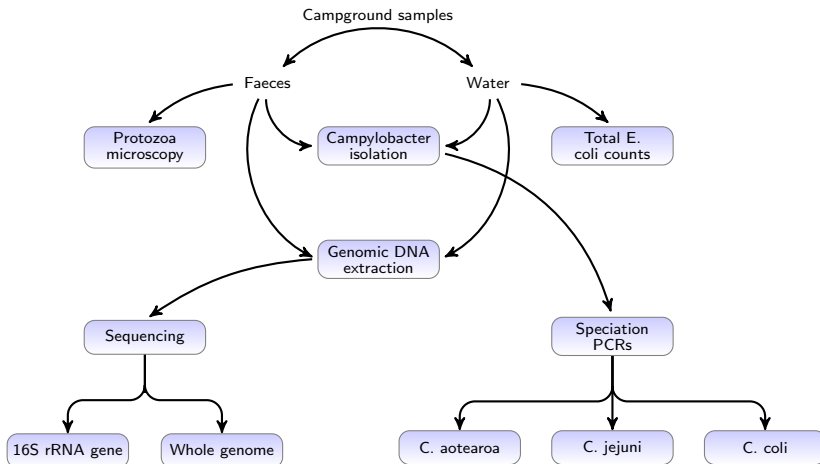 Campground samples
Faeces
Water
Protozoa
microscopy
Campylobacter
isolation
Total E.
coli counts
Genomic DNA
extraction
Sequencing
Speciation
PCRs
16S rRNA gene
Whole genome
C. aotearoa
C. jejuni
C. coli